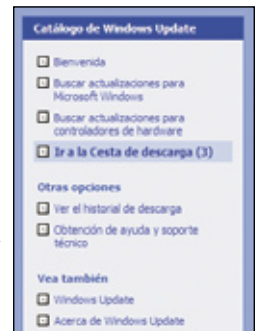 Catálogo de Windows Update
Bienvenida
Buscar actualizaciones para
Microsoft Windows
Buscar actualizaciones para
controladores de hardware
Ir a la Cesta de descarga (3)
Otras opciones
Ver el historial de descarga
Obtención de ayuda y soporte
técnico
Vea también
Windows Update
Acerca de Windows Update